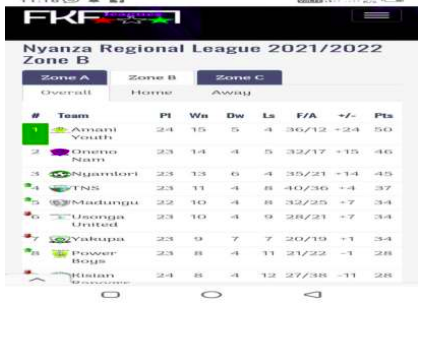 FKF
Leagues
Nyanza Regional League 2021/2022
Zone B
Zone A Zone B Zone C
Overall Home Away
# Team Pl Wn Dw Ls F/A +/- Pts
1 Amani Youth 24 15 5 4 36/12 +24 50
2 Oneno Nam 23 14 4 5 32/17 +15 46
3 Nyamlori 23 13 6 4 35/21 +14 45
4 TNS 23 11 4 8 40/36 +4 37
5 Madungu 22 10 4 8 32/25 +7 34
6 Usonga United 23 10 4 9 28/21 +7 34
7 Yakupa 23 9 7 7 20/19 +1 34
8 Power Boys 23 8 4 11 21/22 -1 28
Kisian Rangers 24 8 4 12 27/38 -11 28